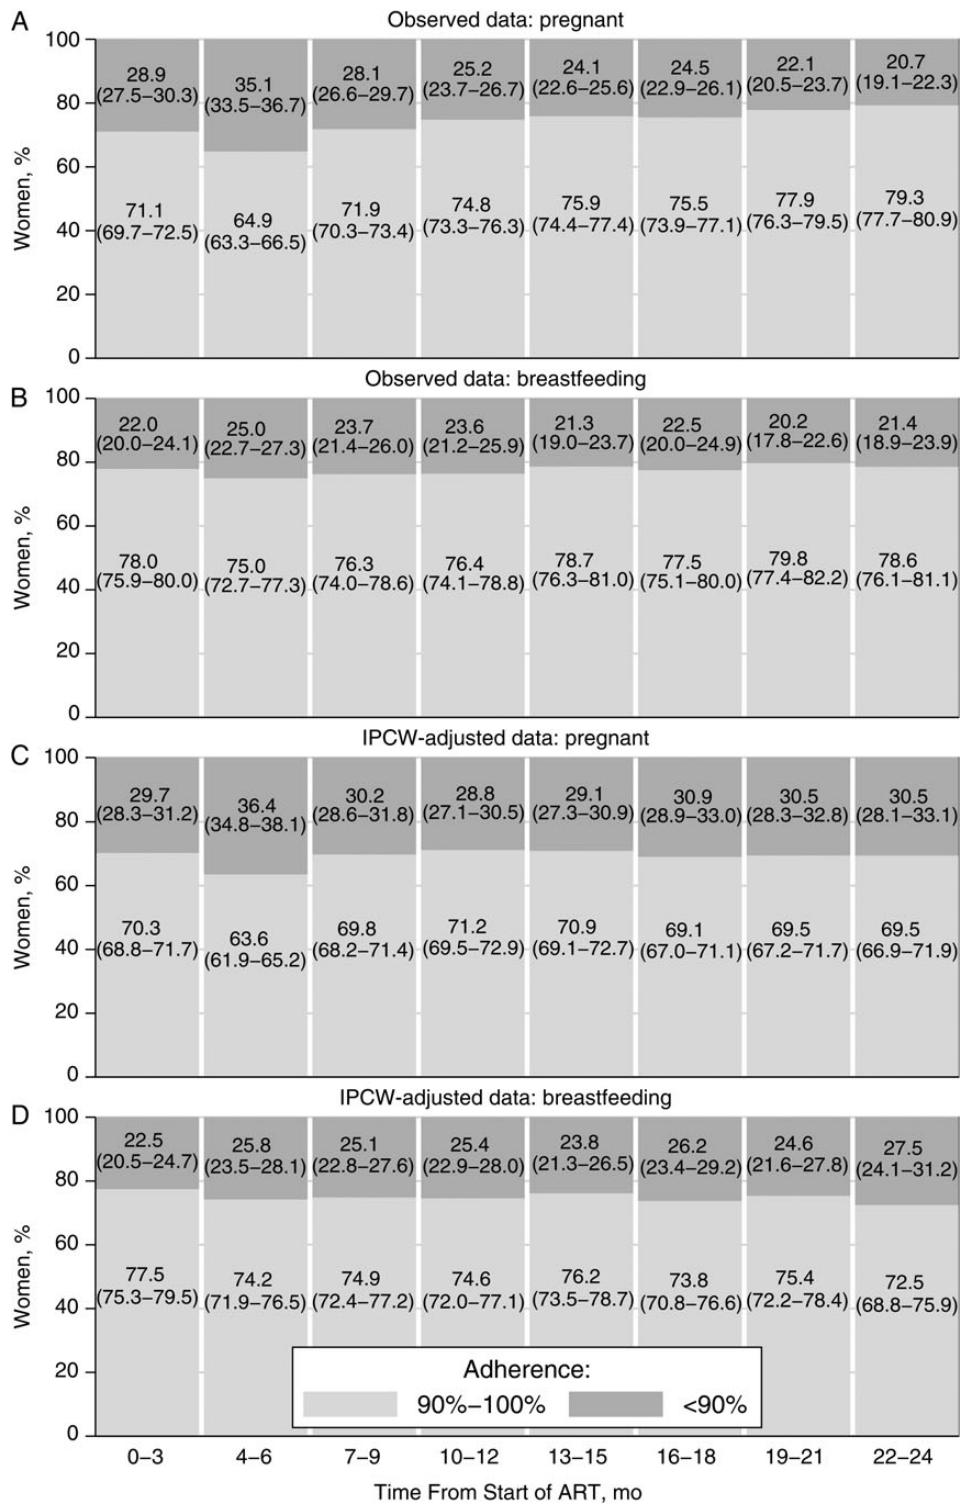 A
Observed data: pregnant
Women, %
100
80
60
40
20
0
28.9 35.1 28.1 25.2 24.1 24.5 22.1 20.7
(27.5–30.3) (33.5–36.7) (26.6–29.7) (23.7–26.7) (22.6–25.6) (22.9–26.1) (20.5–23.7) (19.1–22.3)
71.1 64.9 71.9 74.8 75.9 75.5 77.9 79.3
(69.7–72.5) (63.3–66.5) (70.3–73.4) (73.3–76.3) (74.4–77.4) (73.9–77.1) (76.3–79.5) (77.7–80.9)
B
Observed data: breastfeeding
Women, %
100
80
60
40
20
0
22.0 25.0 23.7 23.6 21.3 22.5 20.2 21.4
(20.0–24.1) (22.7–27.3) (21.4–26.0) (21.2–25.9) (19.0–23.7) (20.0–24.9) (17.8–22.6) (18.9–23.9)
78.0 75.0 76.3 76.4 78.7 77.5 79.8 78.6
(75.9–80.0) (72.7–77.3) (74.0–78.6) (74.1–78.8) (76.3–81.0) (75.1–80.0) (77.4–82.2) (76.1–81.1)
C
IPCW-adjusted data: pregnant
Women, %
100
80
60
40
20
0
29.7 36.4 30.2 28.8 29.1 30.9 30.5 30.5
(28.3–31.2) (34.8–38.1) (28.6–31.8) (27.1–30.5) (27.3–30.9) (28.9–33.0) (28.3–32.8) (28.1–33.1)
70.3 63.6 69.8 71.2 70.9 69.1 69.5 69.5
(68.8–71.7) (61.9–65.2) (68.2–71.4) (69.5–72.9) (69.1–72.7) (67.0–71.1) (67.2–71.7) (66.9–71.9)
D
IPCW-adjusted data: breastfeeding
Women, %
100
80
60
40
20
0
22.5 25.8 25.1 25.4 23.8 26.2 24.6 27.5
(20.5–24.7) (23.5–28.1) (22.8–27.6) (22.9–28.0) (21.3–26.5) (23.4–29.2) (21.6–27.8) (24.1–31.2)
77.5 74.2 74.9 74.6 76.2 73.8 75.4 72.5
(75.3–79.5) (71.9–76.5) (72.4–77.2) (72.0–77.1) (73.5–78.7) (70.8–76.6) (72.2–78.4) (68.8–75.9)
Adherence:
90%–100% <90%
0–3 4–6 7–9 10–12 13–15 16–18 19–21 22–24
Time From Start of ART, mo